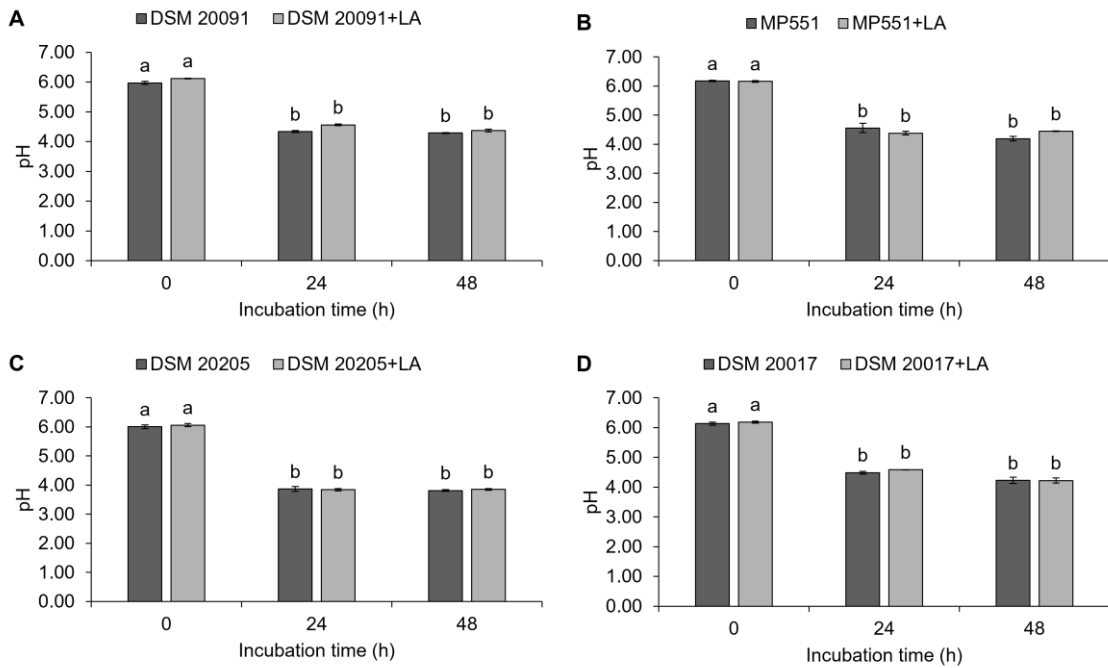 A
DSM 20091 DSM 20091+LA
7.00
6.00
5.00
4.00
3.00
2.00
1.00
0.00
pH
a a
b b
b b
0 24 48
Incubation time (h)
B
MP551 MP551+LA
7.00
6.00
5.00
4.00
3.00
2.00
1.00
0.00
pH
a a
b b
b b
0 24 48
Incubation time (h)
C
DSM 20205 DSM 20205+LA
7.00
6.00
5.00
4.00
3.00
2.00
1.00
0.00
pH
a a
b b
b b
0 24 48
Incubation time (h)
D
DSM 20017 DSM 20017+LA
7.00
6.00
5.00
4.00
3.00
2.00
1.00
0.00
pH
a a
b b
b b
0 24 48
Incubation time (h)